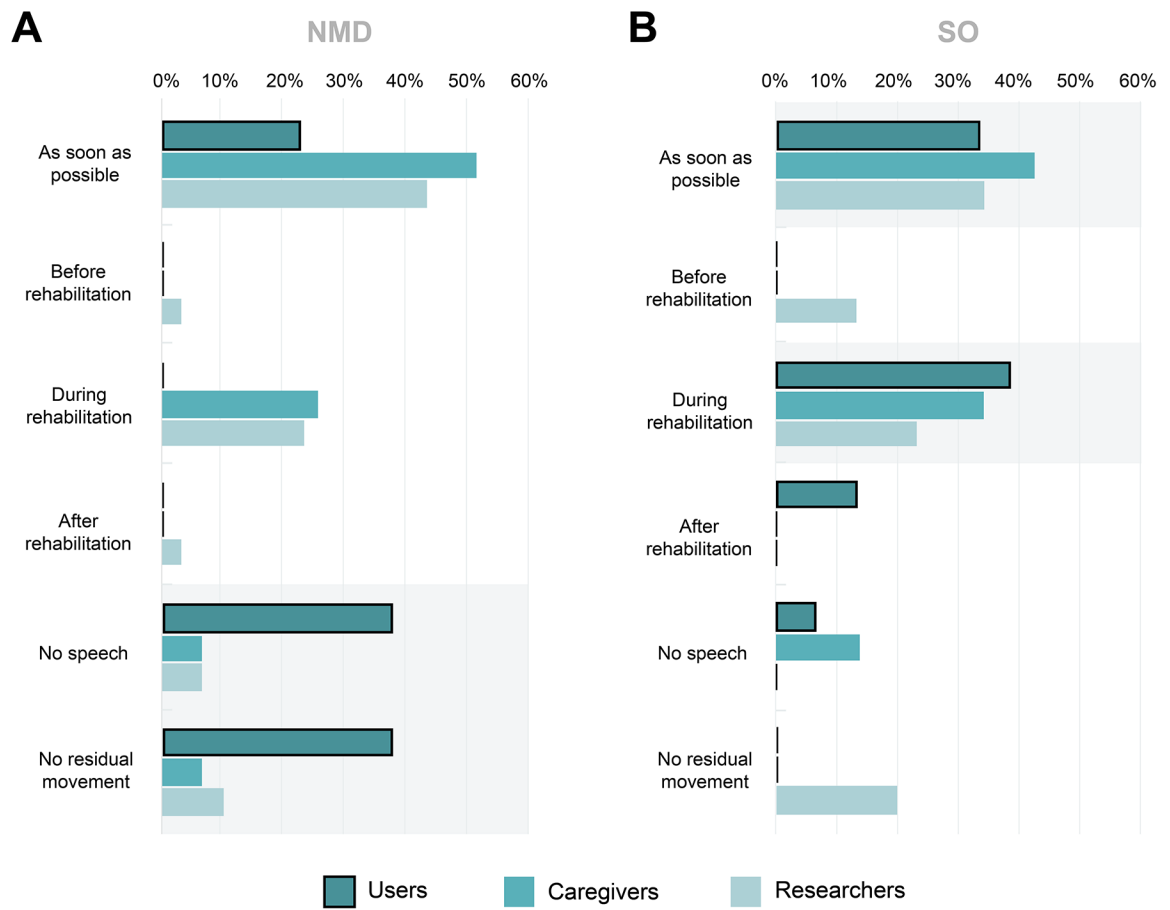 A
NMD
0% 10% 20% 30% 40% 50% 60%
As soon as
possible
Before
rehabilitation
During
rehabilitation
After
rehabilitation
No speech
No residual
movement
B
SO
0% 10% 20% 30% 40% 50% 60%
As soon as
possible
Before
rehabilitation
During
rehabilitation
After
rehabilitation
No speech
No residual
movement
Users Caregivers Researchers